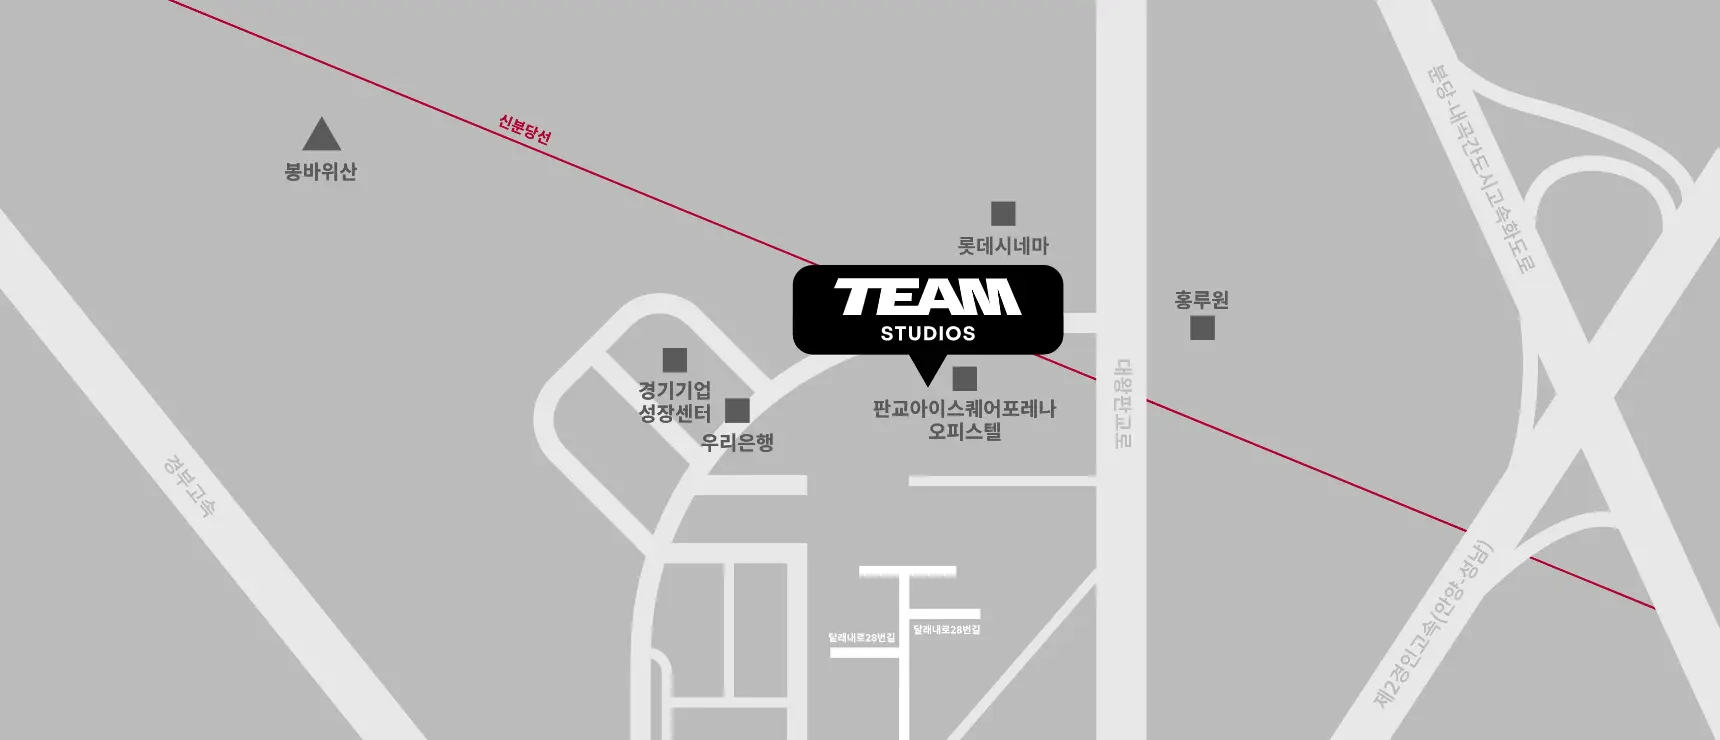 신분당선
봉바위산
분당-내곡간도시고속화도로
롯데시네마
TEAM
STUDIOS
홍루원
경기기업
성장센터
우리은행
판교아이스퀘어포레나
오피스텔
대왕판교로
경부고속
제2경인고속(안양-성남)
달래내로28번길
달래내로28번길